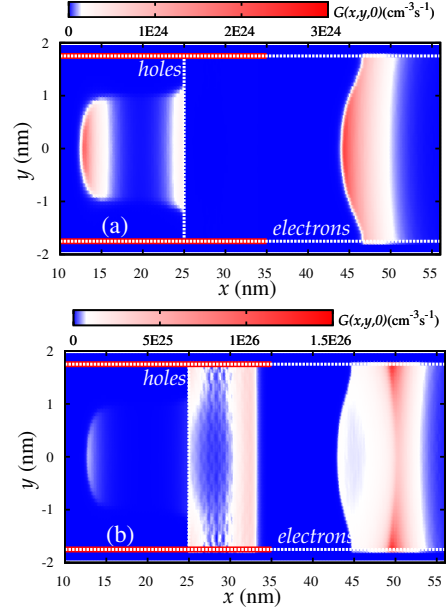 G(x,y,0)(cm⁻³s⁻¹)
0 1E24 2E24 3E24
2
holes
1
y (nm)
0
-1
(a)
electrons
-2
10 15 20 25 30 35 40 45 50 55
x (nm)
G(x,y,0)(cm⁻³s⁻¹)
0 5E25 1E26 1.5E26
2
holes
1
y (nm)
0
-1
(b)
electrons
-2
10 15 20 25 30 35 40 45 50 55
x (nm)